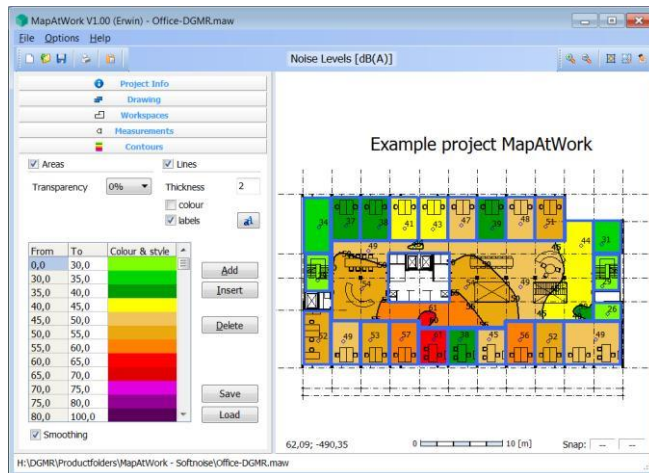 MapAtWork V1.00 (Erwin) - Office-DGMR.maw
File Options Help
Noise Levels [dB(A)]
Project Info
Drawing
Workspaces
Measurements
Contours
Areas
Lines
Transparency 0% Thickness 2
colour
labels
From To Colour & style
0,0 30,0
30,0 35,0
35,0 40,0
40,0 45,0
45,0 50,0
50,0 55,0
55,0 60,0
60,0 65,0
65,0 70,0
70,0 75,0
75,0 80,0
80,0 100,0
Add
Insert
Delete
Save
Load
Smoothing
Example project MapAtWork
34 37 38 41 43 47 39 48 51
44 31
49
54
49
29
26
61
52 49 53 57 61 38 45 56 52 49
62,09; -490,35 0 10 [m] Snap: -- --
H:\DGMR\Productfolders\MapAtWork - Softnoise\Office-DGMR.maw